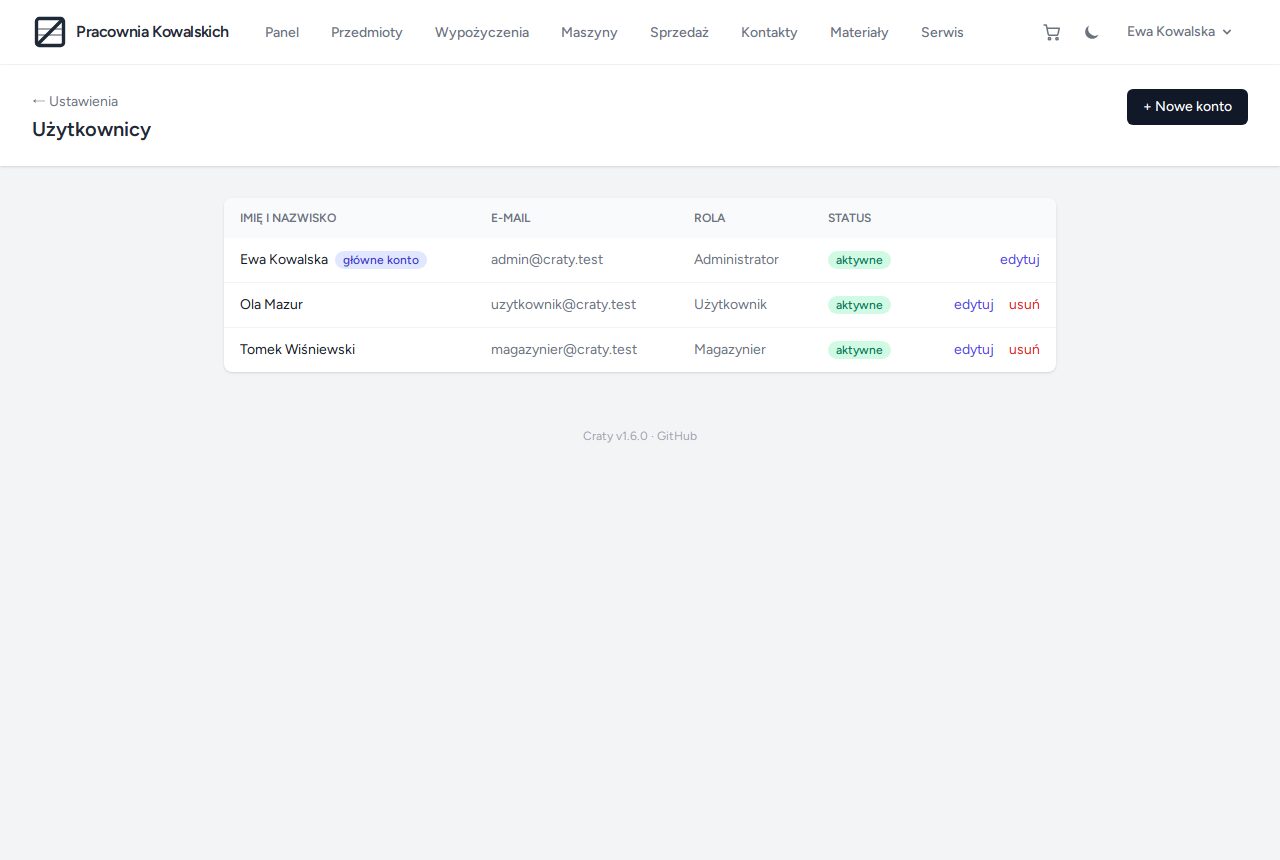 Pracownia Kowalskich Panel Przedmioty Wypożyczenia Maszyny Sprzedaż Kontakty Materiały Serwis Ewa Kowalska
← Ustawienia
Użytkownicy
+ Nowe konto
IMIĘ I NAZWISKO E-MAIL ROLA STATUS
Ewa Kowalska główne konto admin@craty.test Administrator aktywne edytuj
Ola Mazur uzytkownik@craty.test Użytkownik aktywne edytuj usuń
Tomek Wiśniewski magazynier@craty.test Magazynier aktywne edytuj usuń
Craty v1.6.0 · GitHub